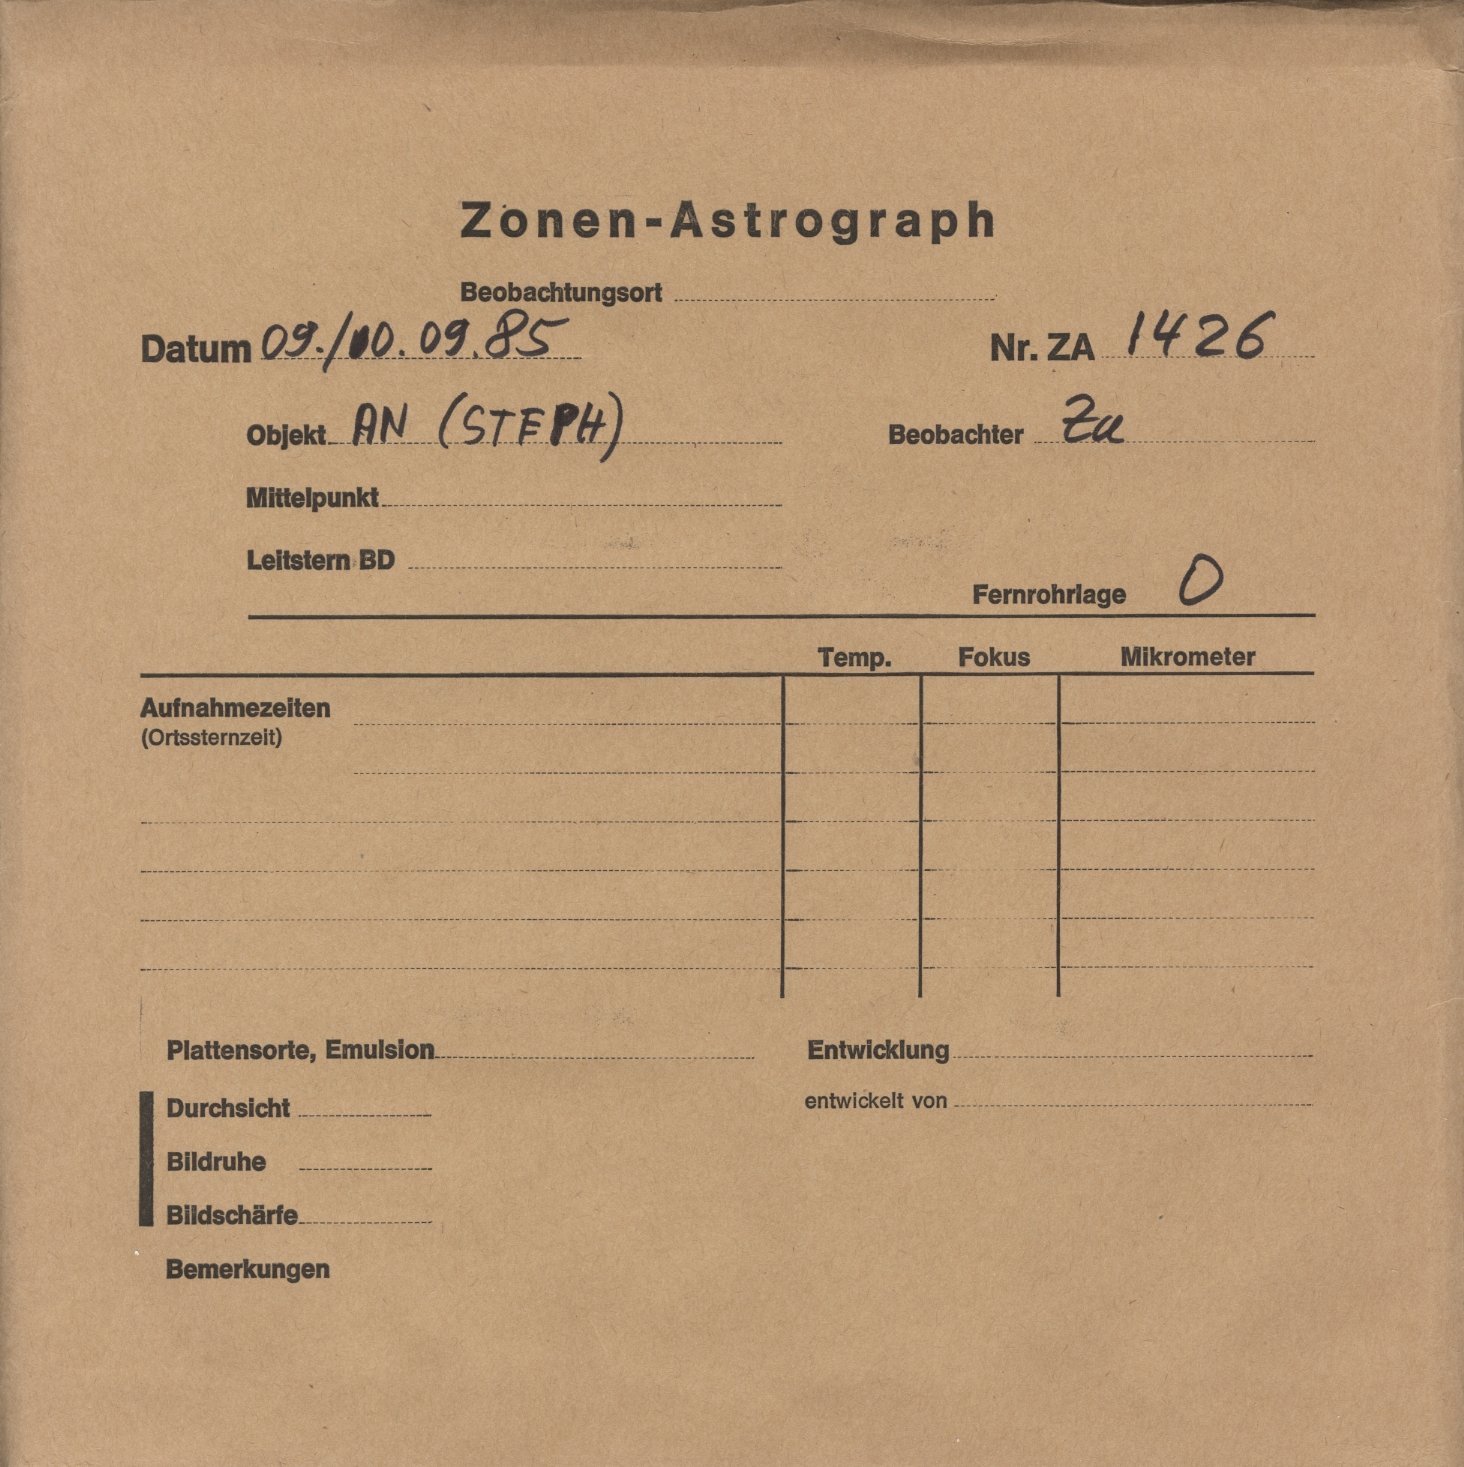 Zonen-Astrograph
Beobachtungsort
Datum 09./10. 09.85 Nr. ZA 1426
Objekt AN (STEPH) Beobachter Zu
Mittelpunkt
Leitstern BD
Fernrohrlage O
Temp. Fokus Mikrometer
Aufnahmezeiten
(Ortssternzeit)
Plattensorte, Emulsion Entwicklung
Durchsicht entwickelt von
Bildruhe
Bildschärfe
Bemerkungen